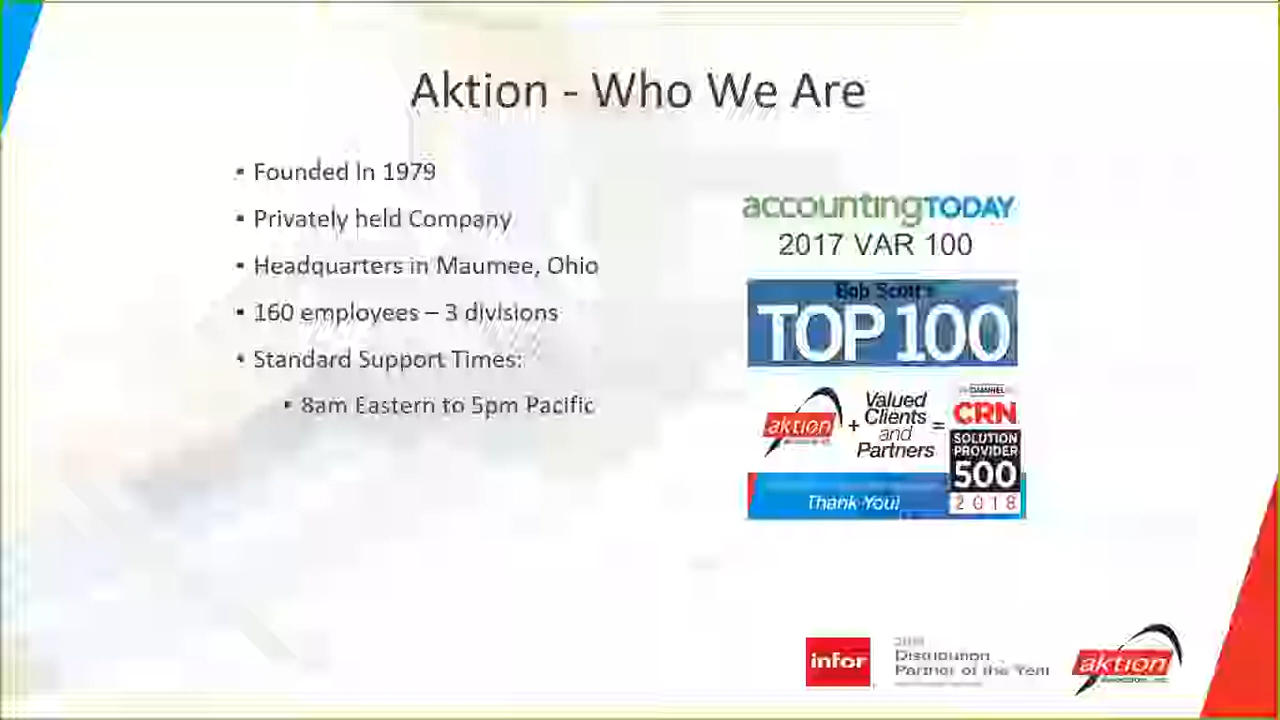 Aktion - Who We Are
▪ Founded in 1979
▪ Privately held Company
▪ Headquarters in Maumee, Ohio
▪ 160 employees – 3 divisions
▪ Standard Support Times:
▪ 8am Eastern to 5pm Pacific
accountingTODAY
2017 VAR 100
Bob Scott's
TOP 100
aktion + Valued Clients and Partners =
CRN
SOLUTION
PROVIDER
500
2018
Thank You!
infor
Distribution
Partner of the Year
aktion